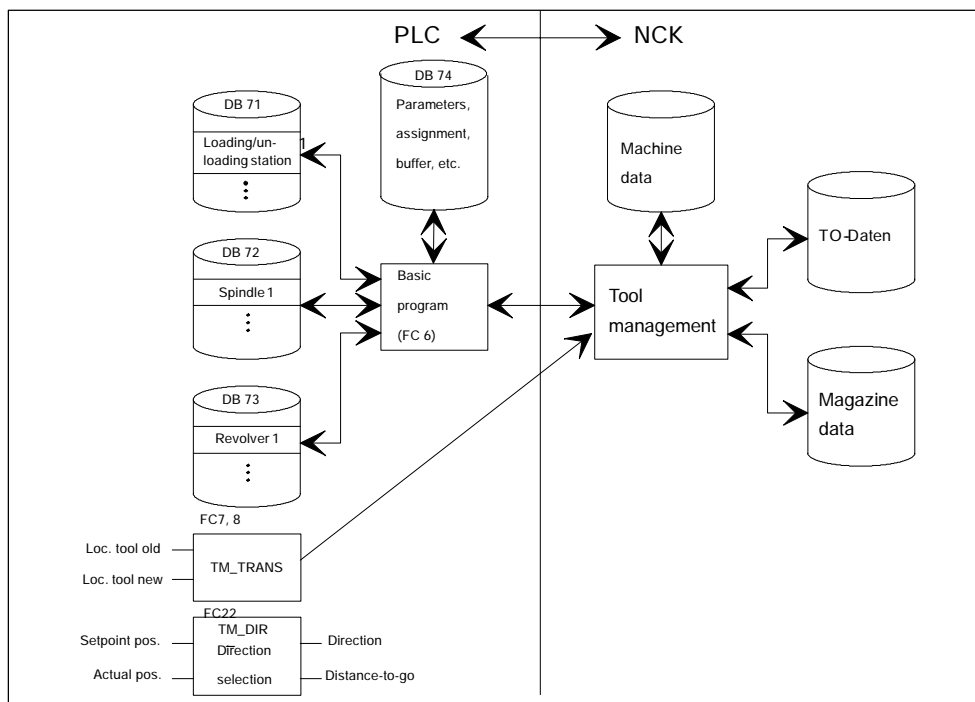 PLC
NCK
DB 71
Loading/un-
loading station 1
DB 74
Parameters,
assignment,
buffer, etc.
Machine
data
TO-Daten
DB 72
Spindle 1
Basic
program
(FC 6)
Tool
management
DB 73
Revolver 1
Magazine
data
FC7, 8
Loc. tool old
Loc. tool new
TM_TRANS
FC22
TM_DIR
Direction
selection
Setpoint pos.
Actual pos.
Direction
Distance-to-go